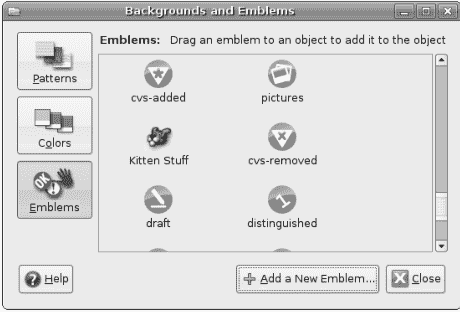 Backgrounds and Emblems
Emblems: Drag an emblem to an object to add it to the object
Patterns
Colors
Emblems
cvs-added
pictures
Kitten Stuff
cvs-removed
draft
distinguished
OK
Help
Add a New Emblem...
Close